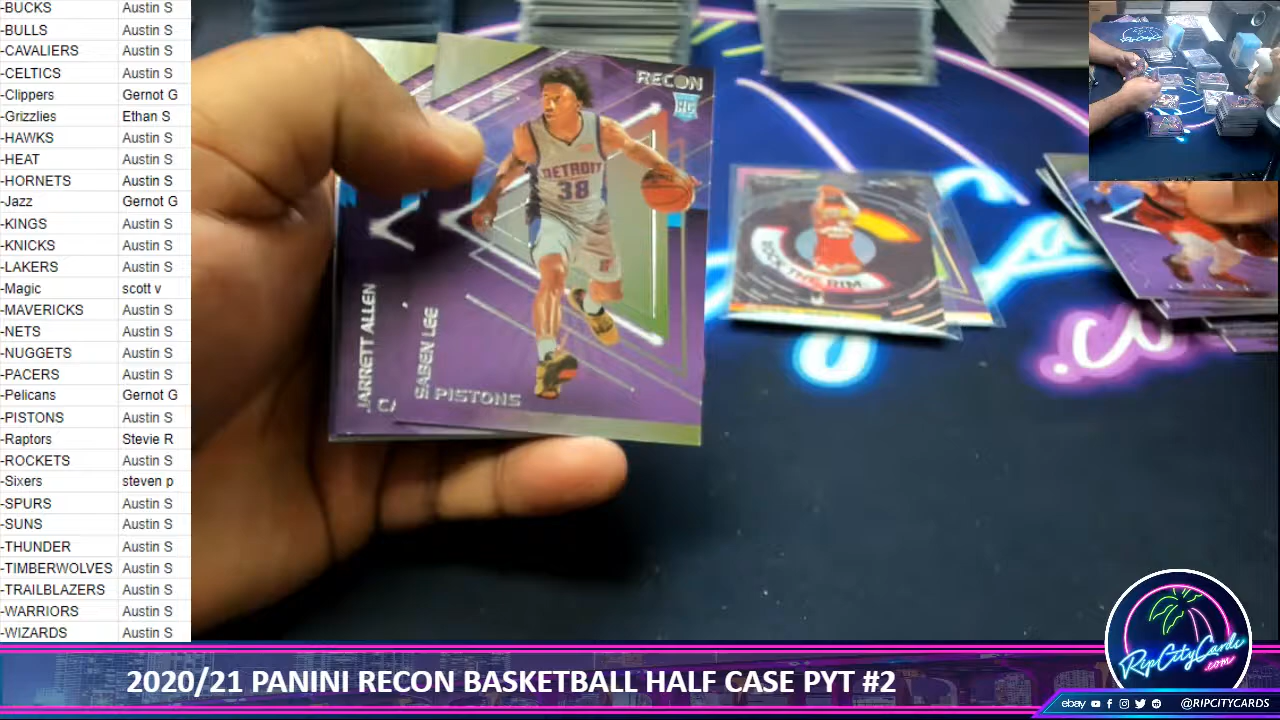 -BUCKS Austin S
-BULLS Austin S
-CAVALIERS Austin S
-CELTICS Austin S
-Clippers Gernot G
-Grizzlies Ethan S
-HAWKS Austin S
-HEAT Austin S
-HORNETS Austin S
-Jazz Gernot G
-KINGS Austin S
-KNICKS Austin S
-LAKERS Austin S
-Magic scott v
-MAVERICKS Austin S
-NETS Austin S
-NUGGETS Austin S
-PACERS Austin S
-Pelicans Gernot G
-PISTONS Austin S
-Raptors Stevie R
-ROCKETS Austin S
-Sixers steven p
-SPURS Austin S
-SUNS Austin S
-THUNDER Austin S
-TIMBERWOLVES Austin S
-TRAILBLAZERS Austin S
-WARRIORS Austin S
-WIZARDS Austin S
RECON
RC
DETROIT
38
JARRETT ALLEN
SABEN LEE
PISTONS
ROCK THE RIM
.co
RipCityCards
.com
2020/21 PANINI RECON BASKETBALL HALF CASE PYT #2
ebay @RIPCITYCARDS